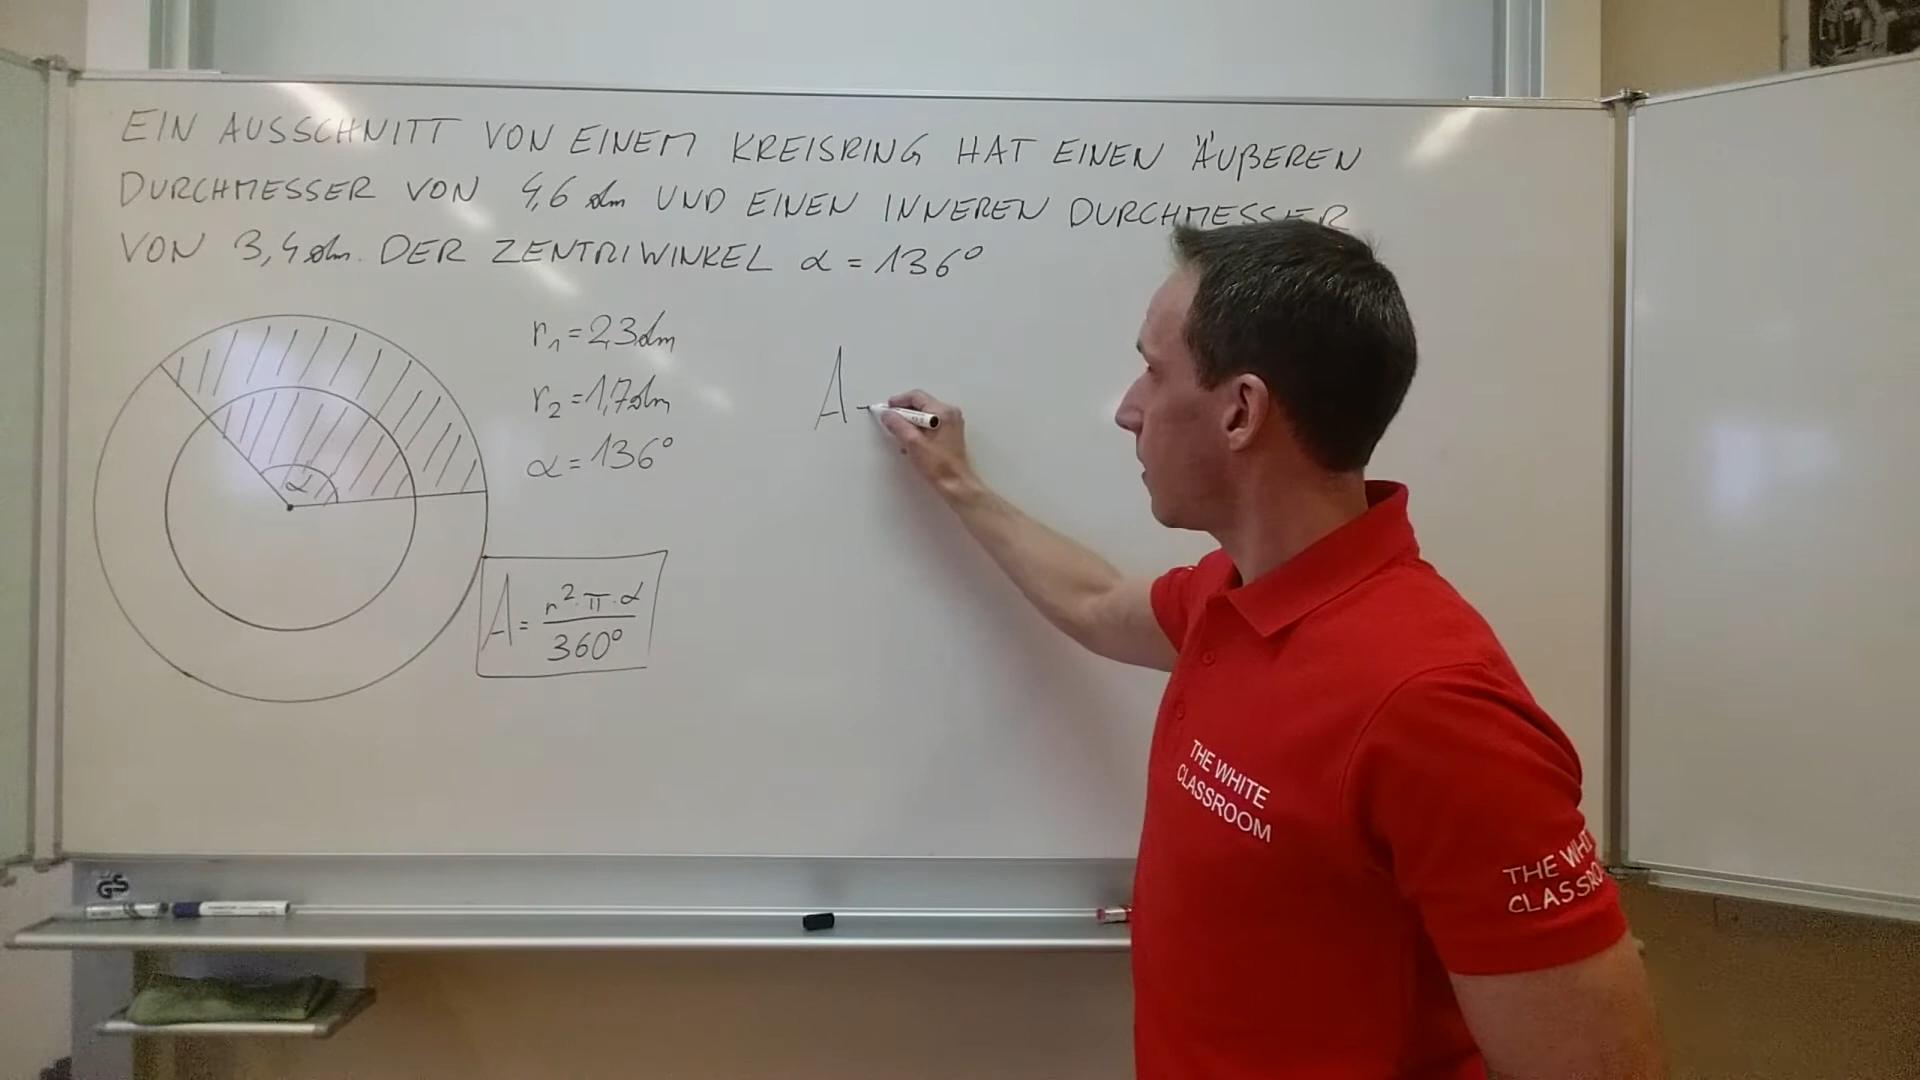 EIN AUSSCHNITT VON EINEM KREISRING HAT EINEN ÄUßEREN
DURCHMESSER VON 4,6 dm UND EINEN INNEREN DURCHMESSER
VON 3,4 dm. DER ZENTRIWINKEL α = 136°
r₁ = 2,3 dm
r₂ = 1,7 dm
α = 136°
α
A = r²·π·α
360°
A -
THE WHITE
CLASSROOM
THE WHI
CLASSRO
GS